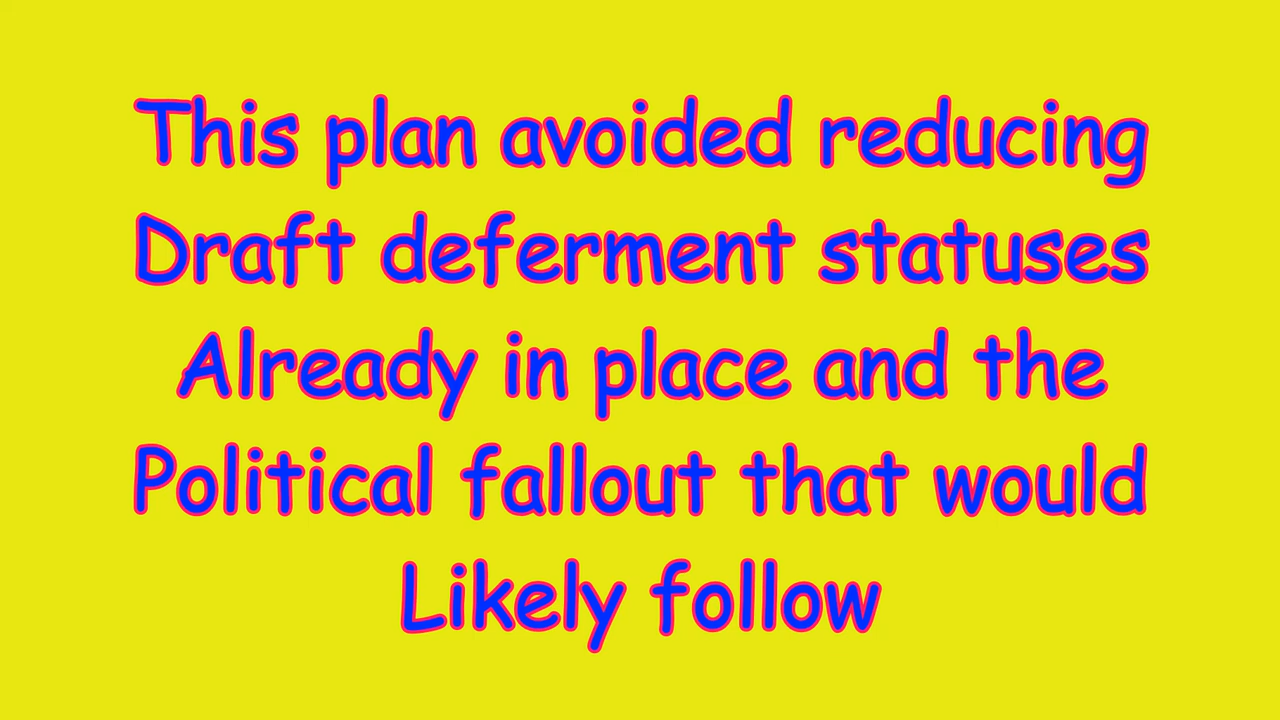 This plan avoided reducing
Draft deferment statuses
Already in place and the
Political fallout that would
Likely follow